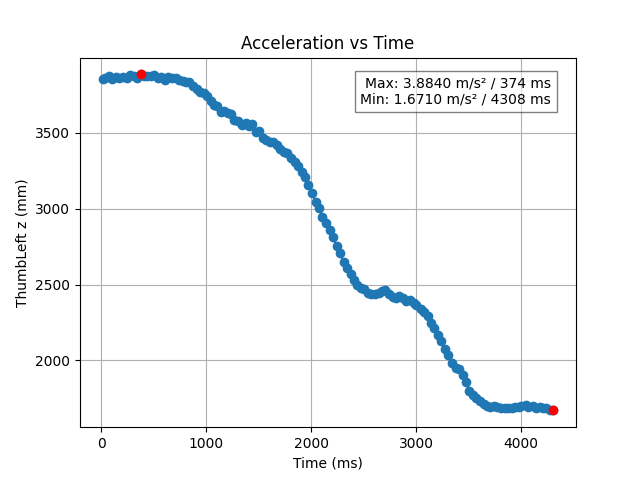 Acceleration vs Time
Max: 3.8840 m/s² / 374 ms
Min: 1.6710 m/s² / 4308 ms
ThumbLeft z (mm)
3500
3000
2500
2000
0 1000 2000 3000 4000
Time (ms)